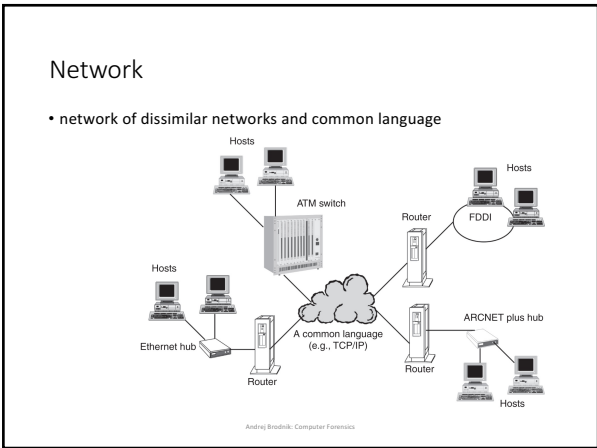 Network
• network of dissimilar networks and common language
Hosts
Hosts
ATM switch
Router
FDDI
Hosts
ARCNET plus hub
A common language
(e.g., TCP/IP)
Ethernet hub
Router
Router
Hosts
Andrej Brodnik: Computer Forensics